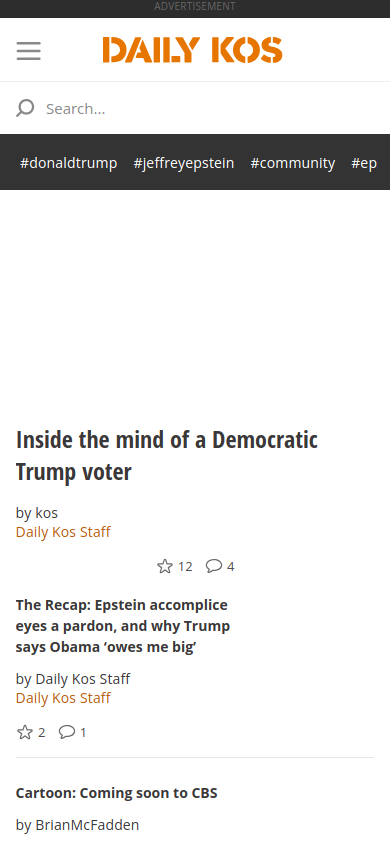 ADVERTISEMENT
DAILY KOS
Search...
#donaldtrump #jeffreyepstein #community #ep
Inside the mind of a Democratic
Trump voter
by kos
Daily Kos Staff
12 4
The Recap: Epstein accomplice
eyes a pardon, and why Trump
says Obama ‘owes me big’
by Daily Kos Staff
Daily Kos Staff
2 1
Cartoon: Coming soon to CBS
by BrianMcFadden